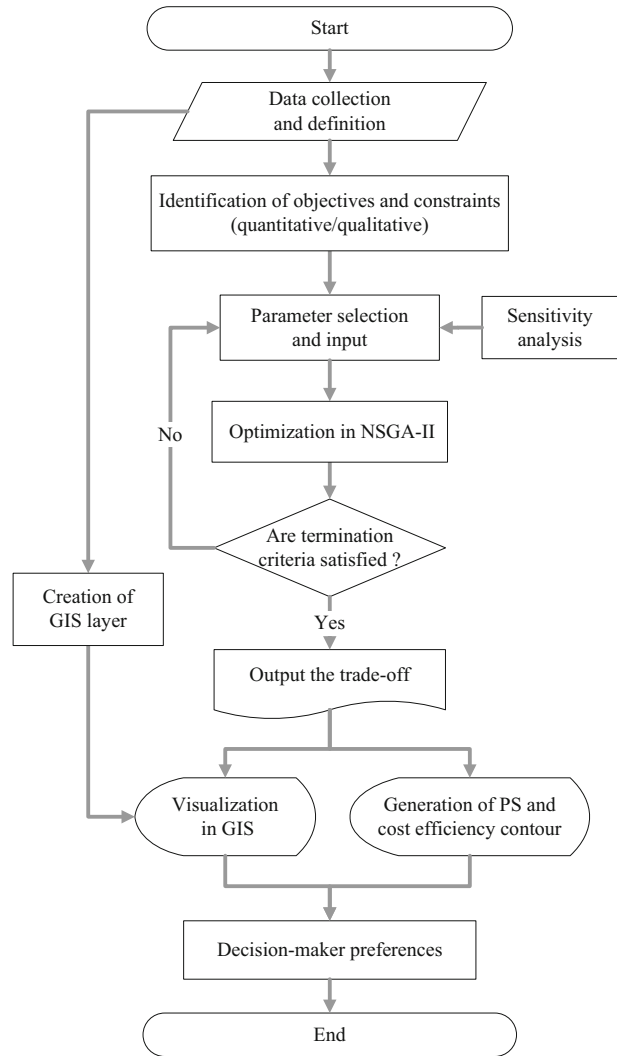 Start
Data collection
and definition
Identification of objectives and constraints
(quantitative/qualitative)
Parameter selection
and input
Sensitivity
analysis
Optimization in NSGA-II
No
Are termination
criteria satisfied ?
Creation of
GIS layer
Yes
Output the trade-off
Visualization
in GIS
Generation of PS and
cost efficiency contour
Decision-maker preferences
End